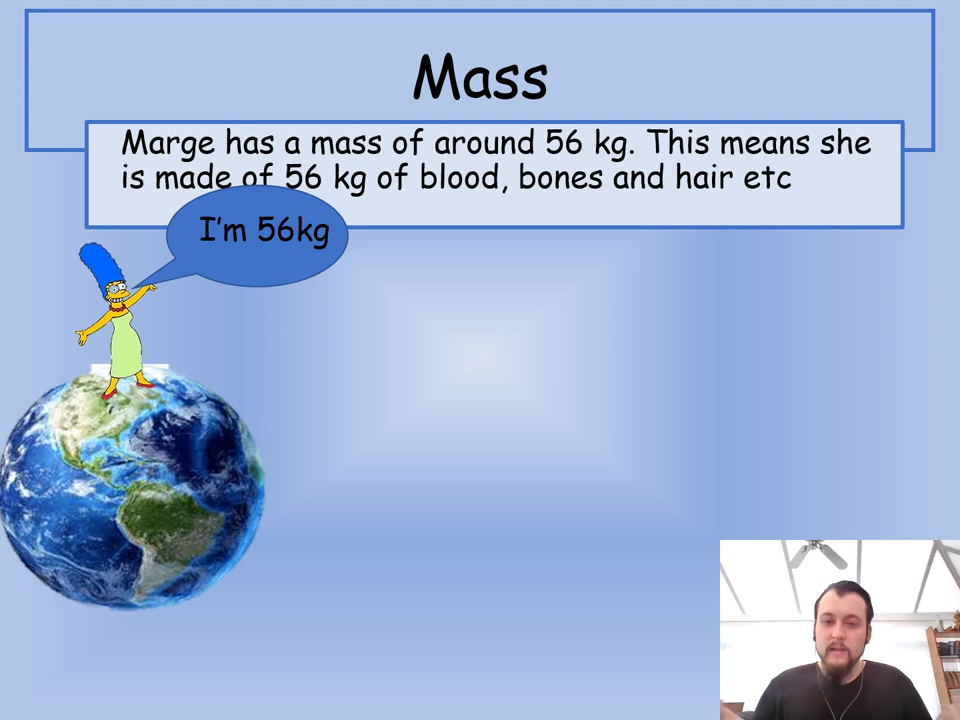 Mass
Marge has a mass of around 56 kg. This means she
is made of 56 kg of blood, bones and hair etc
I'm 56kg